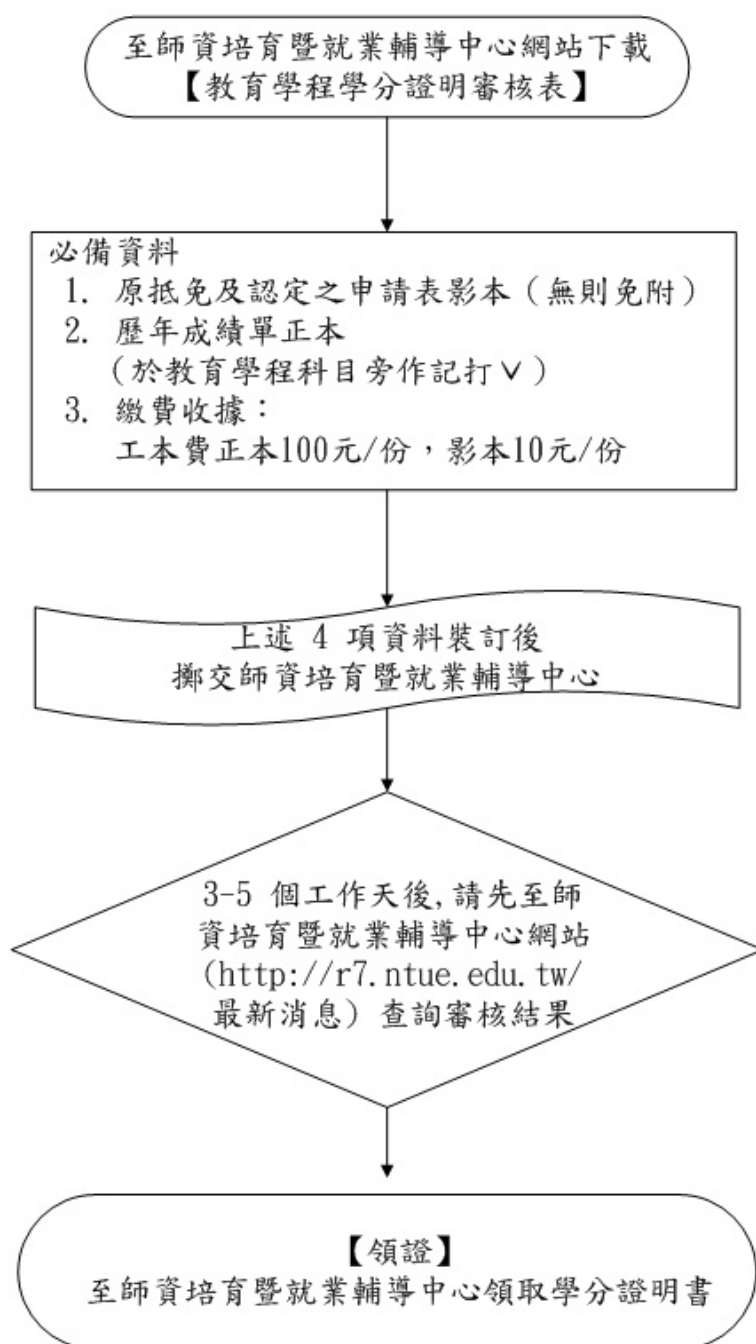 至師資培育暨就業輔導中心網站下載
【教育學程學分證明審核表】
必備資料
1. 原抵免及認定之申請表影本（無則免附）
2. 歷年成績單正本
（於教育學程科目旁作記打∨）
3. 繳費收據：
工本費正本100元/份，影本10元/份
上述 4 項資料裝訂後
擲交師資培育暨就業輔導中心
3-5 個工作天後,請先至師
資培育暨就業輔導中心網站
(http://r7.ntue.edu.tw/
最新消息) 查詢審核結果
【領證】
至師資培育暨就業輔導中心領取學分證明書